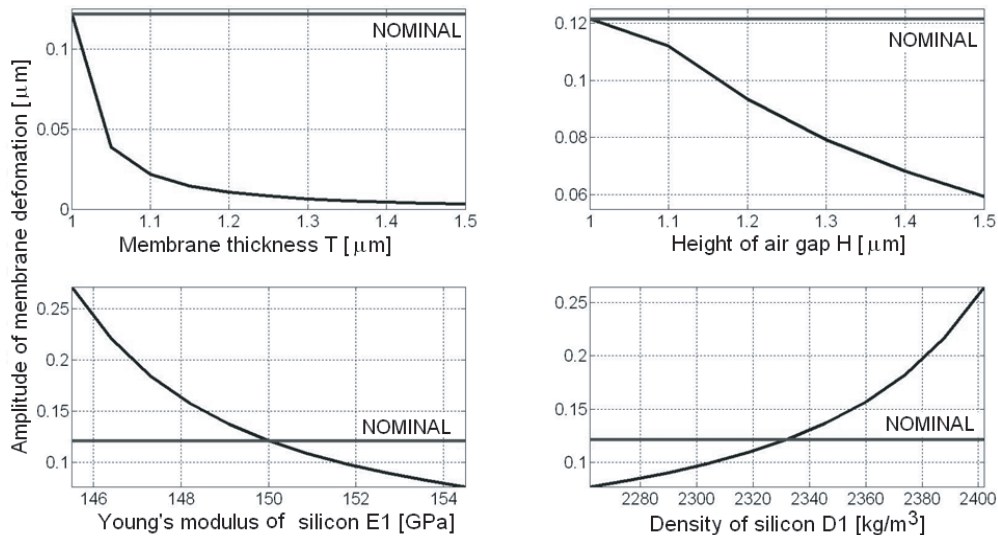 Amplitude of membrane defomation [μm]
0.1
0.05
0
NOMINAL
1 1.1 1.2 1.3 1.4 1.5
Membrane thickness T [μm]
0.12
0.1
0.08
0.06
NOMINAL
1 1.1 1.2 1.3 1.4 1.5
Height of air gap H [μm]
0.25
0.2
0.15
0.1
NOMINAL
146 148 150 152 154
Young's modulus of silicon E1 [GPa]
0.25
0.2
0.15
0.1
NOMINAL
2280 2300 2320 2340 2360 2380 2400
Density of silicon D1 [kg/m³]